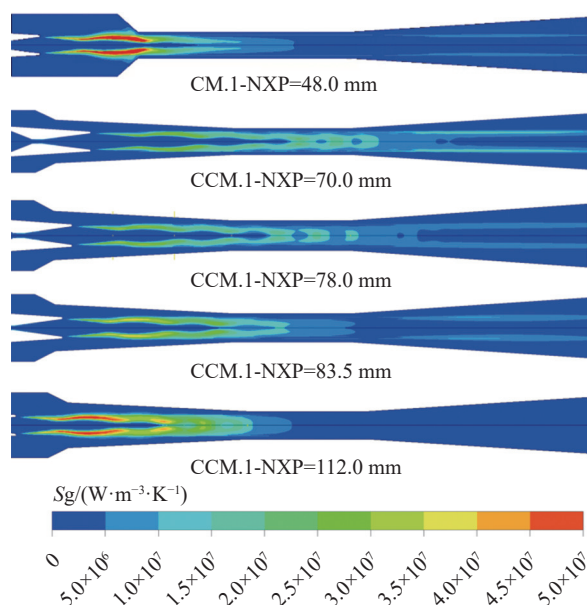 CM.1-NXP=48.0 mm
CCM.1-NXP=70.0 mm
CCM.1-NXP=78.0 mm
CCM.1-NXP=83.5 mm
CCM.1-NXP=112.0 mm
Sg/(W·m⁻³·K⁻¹)
0 5.0×10⁶ 1.0×10⁷ 1.5×10⁷ 2.0×10⁷ 2.5×10⁷ 3.0×10⁷ 3.5×10⁷ 4.0×10⁷ 4.5×10⁷ 5.0×10⁷